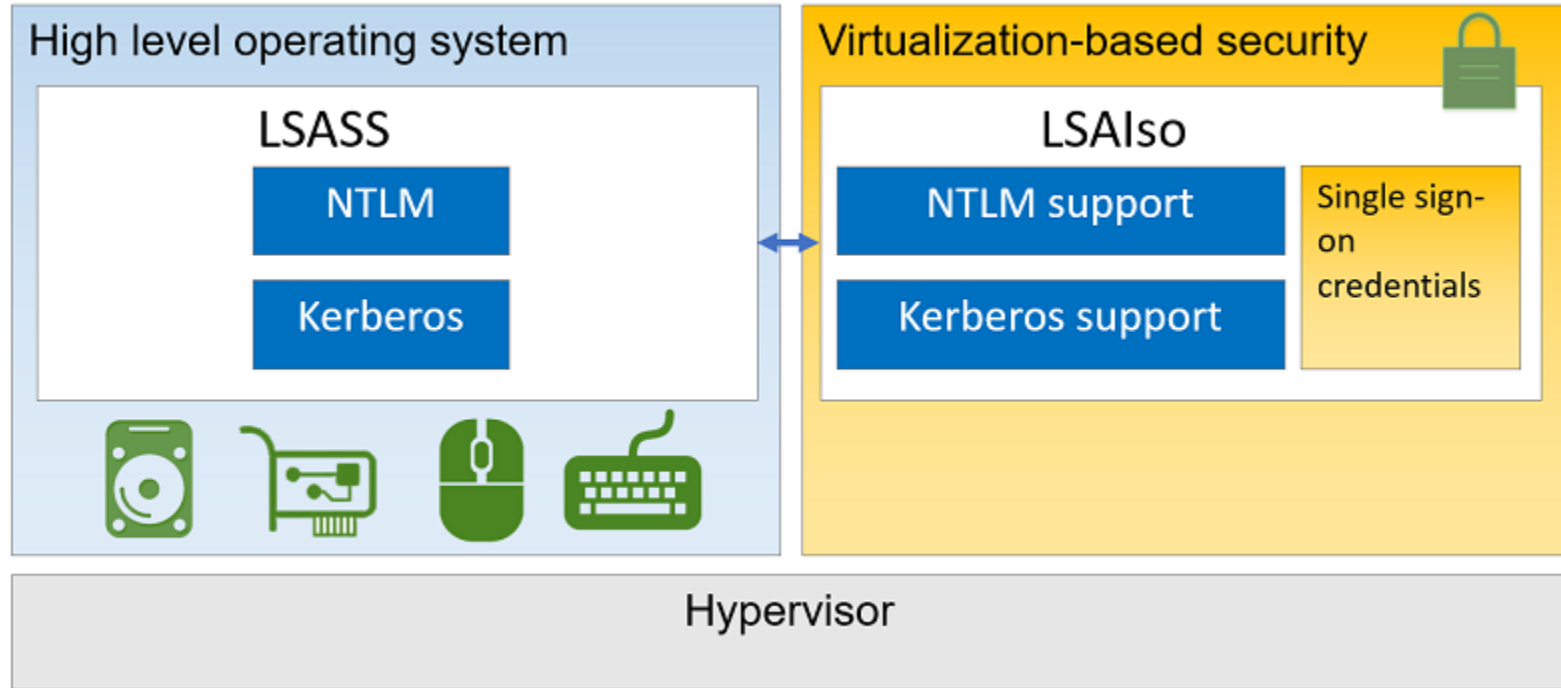 High level operating system
LSASS
NTLM
Kerberos
Virtualization-based security
LSAIso
NTLM support
Kerberos support
Single sign-
on
credentials
Hypervisor